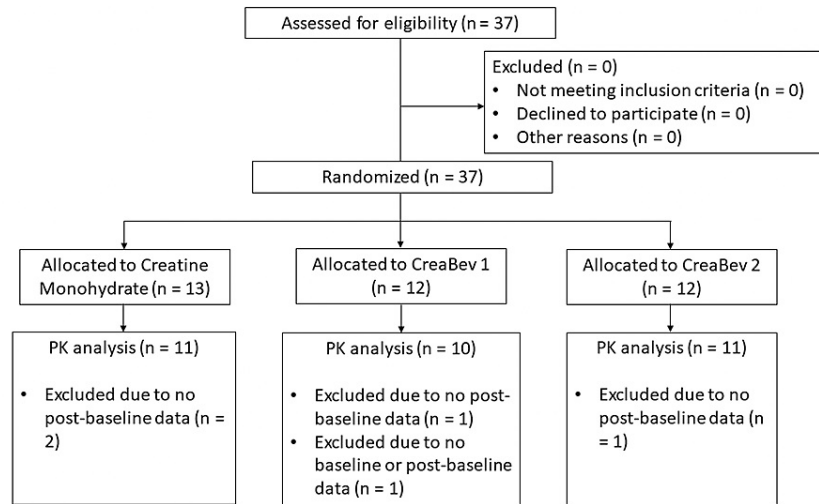 Assessed for eligibility (n = 37)
Excluded (n = 0)
• Not meeting inclusion criteria (n = 0)
• Declined to participate (n = 0)
• Other reasons (n = 0)
Randomized (n = 37)
Allocated to Creatine
Monohydrate (n = 13)
Allocated to CreaBev 1
(n = 12)
Allocated to CreaBev 2
(n = 12)
PK analysis (n = 11)
• Excluded due to no
post-baseline data (n =
2)
PK analysis (n = 10)
• Excluded due to no post-
baseline data (n = 1)
• Excluded due to no
baseline or post-baseline
data (n = 1)
PK analysis (n = 11)
• Excluded due to no
post-baseline data (n
= 1)